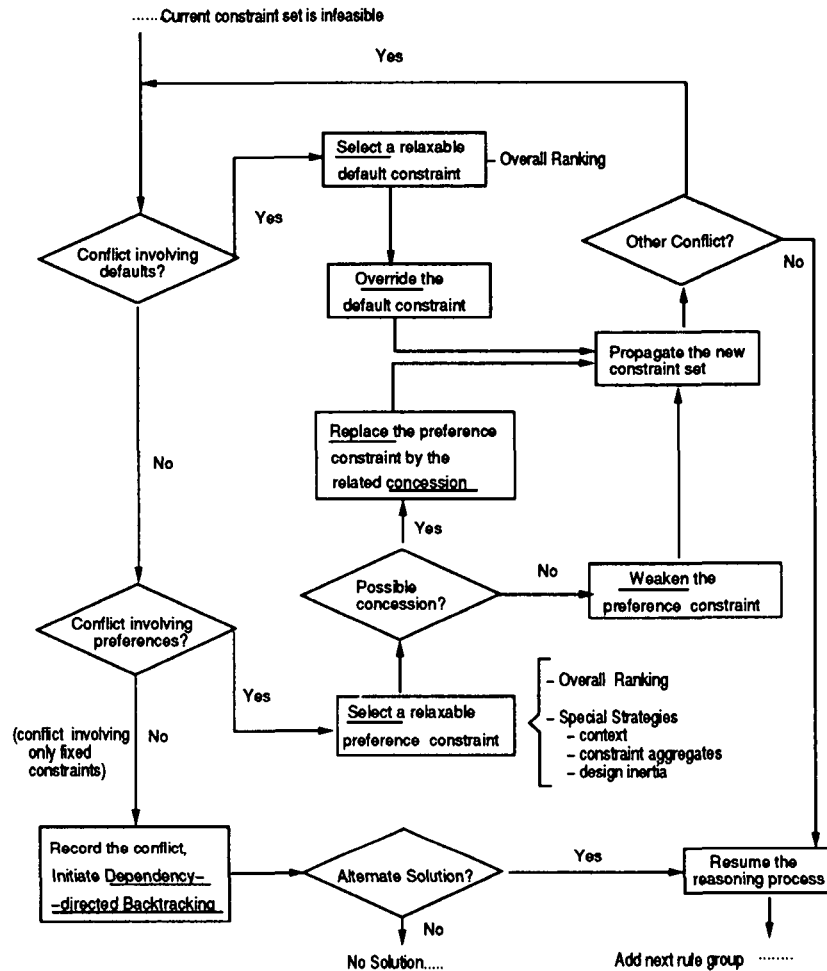 ...... Current constraint set is infeasible
Yes
Select a relaxable
default constraint
– Overall Ranking
Yes
Conflict involving
defaults?
Other Conflict?
No
Override the
default constraint
Propagate the new
constraint set
Replace the preference
constraint by the
related concession
No
Yes
Possible
concession?
No
Weaken the
preference constraint
Conflict involving
preferences?
Yes
Select a relaxable
preference constraint
– Overall Ranking
– Special Strategies
– context
– constraint aggregates
– design inertia
(conflict involving
only fixed
constraints)
No
Record the conflict,
Initiate Dependency–
–directed Backtracking
Alternate Solution?
Yes
Resume the
reasoning process
No
No Solution.....
Add next rule group ........